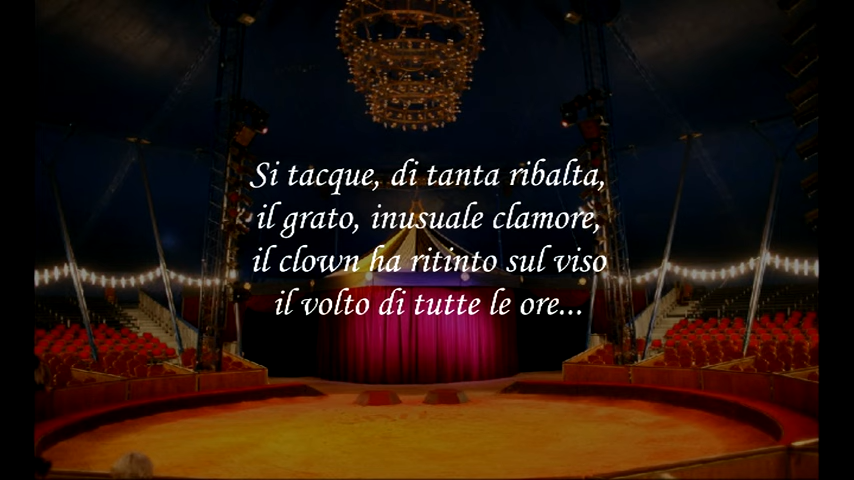 Si tacque, di tanta ribalta,
il grato, inusuale clamore,
il clown ha ritinto sul viso
il volto di tutte le ore...